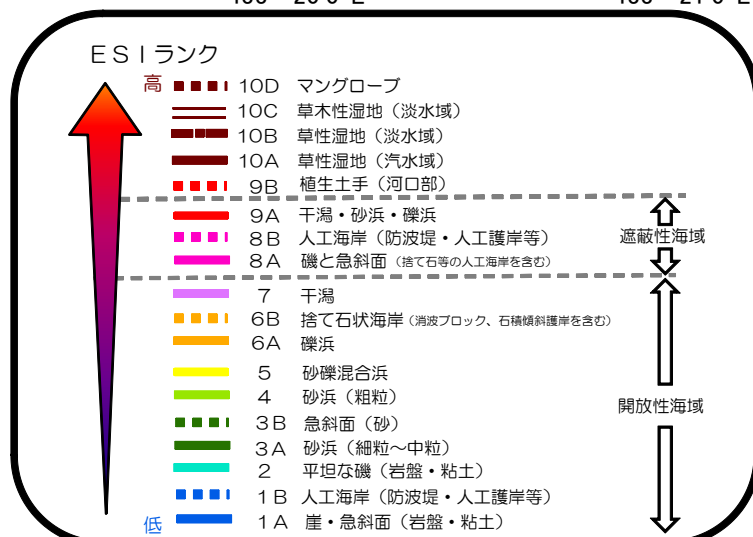 ESIランク
高
10D マングローブ
10C 草木性湿地（淡水域）
10B 草性湿地（淡水域）
10A 草性湿地（汽水域）
9B 植生土手（河口部）
9A 干潟・砂浜・礫浜
8B 人工海岸（防波堤・人工護岸等）
8A 磯と急斜面（捨て石等の人工海岸を含む）
遮蔽性海域
7 干潟
6B 捨て石状海岸（消波ブロック、石積傾斜護岸を含む）
6A 礫浜
5 砂礫混合浜
4 砂浜（粗粒）
3B 急斜面（砂）
3A 砂浜（細粒～中粒）
2 平坦な磯（岩盤・粘土）
1B 人工海岸（防波堤・人工護岸等）
1A 崖・急斜面（岩盤・粘土）
低
開放性海域